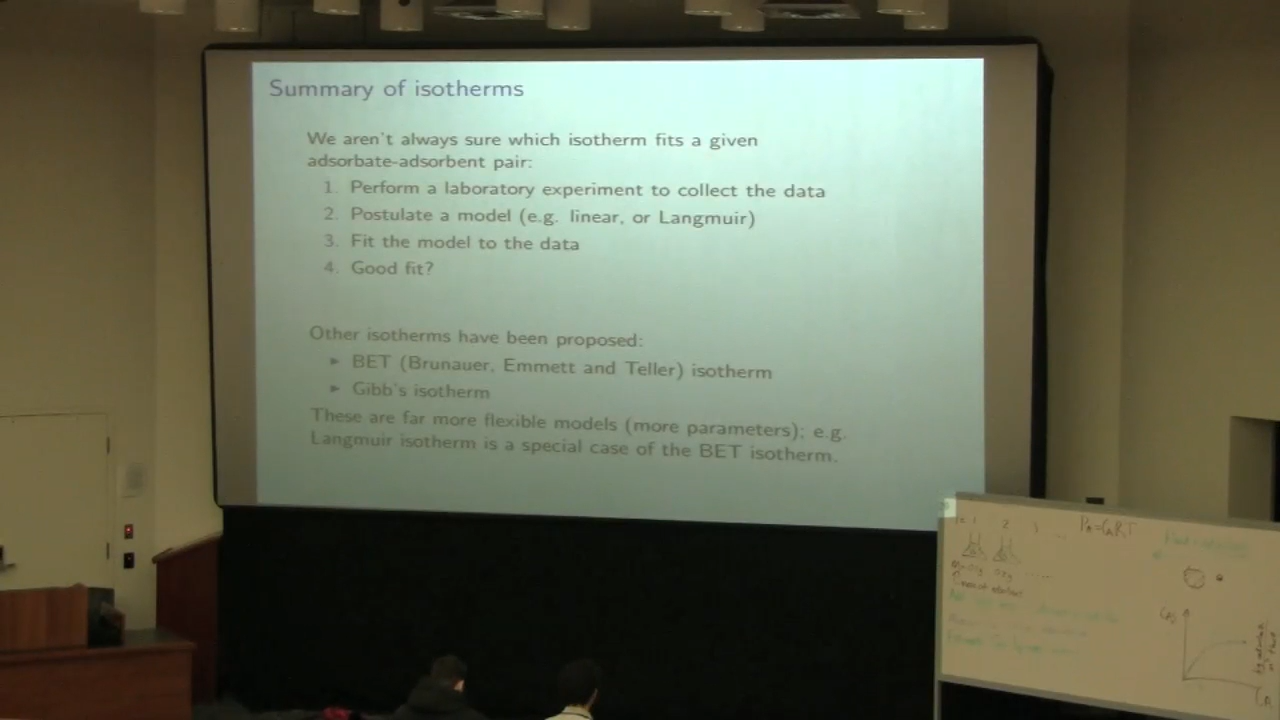 Summary of isotherms
We aren't always sure which isotherm fits a given
adsorbate-adsorbent pair:
1. Perform a laboratory experiment to collect the data
2. Postulate a model (e.g. linear, or Langmuir)
3. Fit the model to the data
4. Good fit?
Other isotherms have been proposed:
► BET (Brunauer, Emmett and Teller) isotherm
► Gibb's isotherm
These are far more flexible models (more parameters); e.g.
Langmuir isotherm is a special case of the BET isotherm.
2